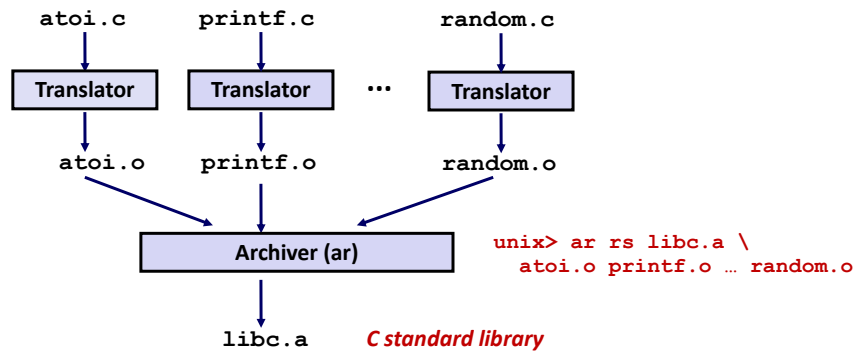 atoi.c printf.c random.c
Translator Translator ... Translator
atoi.o printf.o random.o
Archiver (ar)
unix> ar rs libc.a \
atoi.o printf.o … random.o
libc.a C standard library